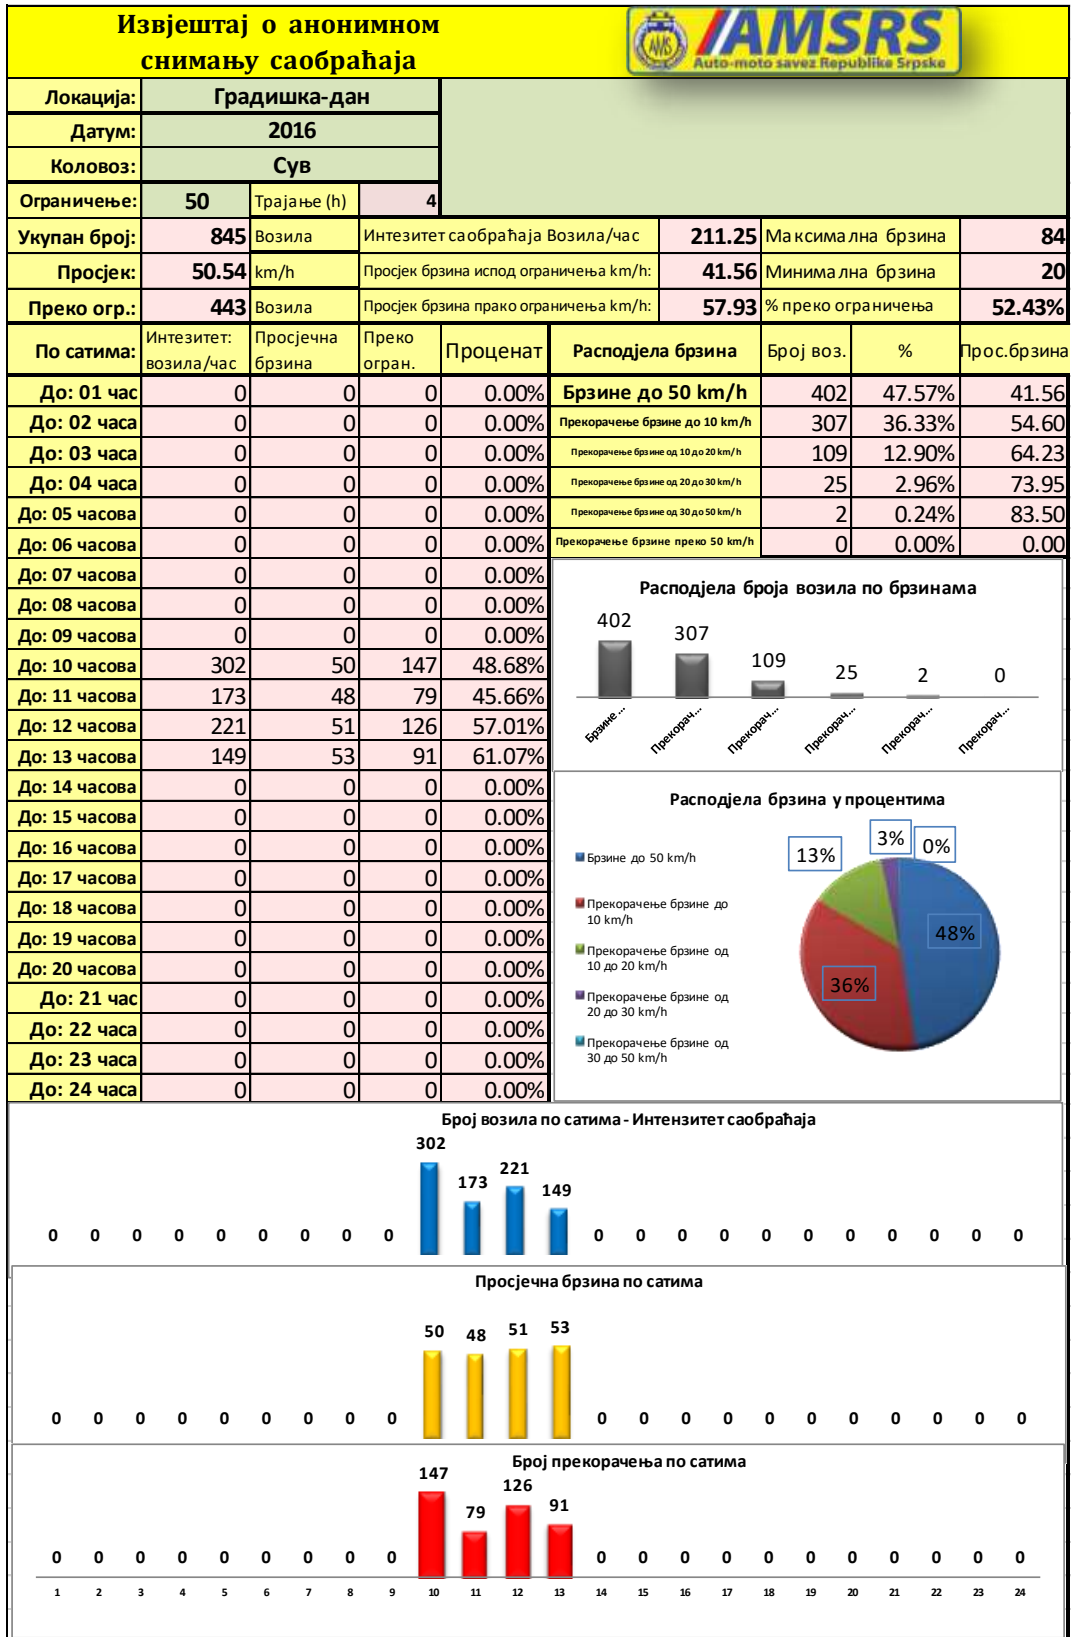 Извјештај о анонимном
снимању саобраћаја
AMS
AMSRS
Auto-moto savez Republike Srpske
Локација: Градишка-дан
Датум: 2016
Коловоз: Сув
Ограничење: 50 Трајање (h) 4
Укупан број: 845 Возила Интезитет саобраћаја Возила/час 211.25 Максимална брзина 84
Просјек: 50.54 km/h Просјек брзина испод ограничења km/h: 41.56 Минимална брзина 20
Преко огр.: 443 Возила Просјек брзина прако ограничења km/h: 57.93 % преко ограничења 52.43%
По сатима: Интезитет: возила/час Просјечна брзина Преко огран. Проценат Расподјела брзина Број воз. % Прос.брзина
До: 01 час 0 0 0 0.00% Брзине до 50 km/h 402 47.57% 41.56
До: 02 часа 0 0 0 0.00% Прекорачење брзине до 10 km/h 307 36.33% 54.60
До: 03 часа 0 0 0 0.00% Прекорачење брзине од 10 до 20 km/h 109 12.90% 64.23
До: 04 часа 0 0 0 0.00% Прекорачење брзине од 20 до 30 km/h 25 2.96% 73.95
До: 05 часова 0 0 0 0.00% Прекорачење брзине од 30 до 50 km/h 2 0.24% 83.50
До: 06 часова 0 0 0 0.00% Прекорачење брзине преко 50 km/h 0 0.00% 0.00
До: 07 часова 0 0 0 0.00%
До: 08 часова 0 0 0 0.00%
До: 09 часова 0 0 0 0.00%
До: 10 часова 302 50 147 48.68%
До: 11 часова 173 48 79 45.66%
До: 12 часова 221 51 126 57.01%
До: 13 часова 149 53 91 61.07%
До: 14 часова 0 0 0 0.00%
До: 15 часова 0 0 0 0.00%
До: 16 часова 0 0 0 0.00%
До: 17 часова 0 0 0 0.00%
До: 18 часова 0 0 0 0.00%
До: 19 часова 0 0 0 0.00%
До: 20 часова 0 0 0 0.00%
До: 21 час 0 0 0 0.00%
До: 22 часа 0 0 0 0.00%
До: 23 часа 0 0 0 0.00%
До: 24 часа 0 0 0 0.00%
Расподјела броја возила по брзинама
402 307 109 25 2 0
Брзине ... Прекорач... Прекорач... Прекорач... Прекорач... Прекорач...
Расподјела брзина у процентима
Брзине до 50 km/h
Прекорачење брзине до
10 km/h
Прекорачење брзине од
10 до 20 km/h
Прекорачење брзине од
20 до 30 km/h
Прекорачење брзине од
30 до 50 km/h
13% 3% 0%
48%
36%
Број возила по сатима - Интензитет саобраћаја
0 0 0 0 0 0 0 0 0 302 173 221 149 0 0 0 0 0 0 0 0 0 0 0
Просјечна брзина по сатима
0 0 0 0 0 0 0 0 0 50 48 51 53 0 0 0 0 0 0 0 0 0 0 0
Број прекорачења по сатима
0 0 0 0 0 0 0 0 0 147 79 126 91 0 0 0 0 0 0 0 0 0 0 0
1 2 3 4 5 6 7 8 9 10 11 12 13 14 15 16 17 18 19 20 21 22 23 24